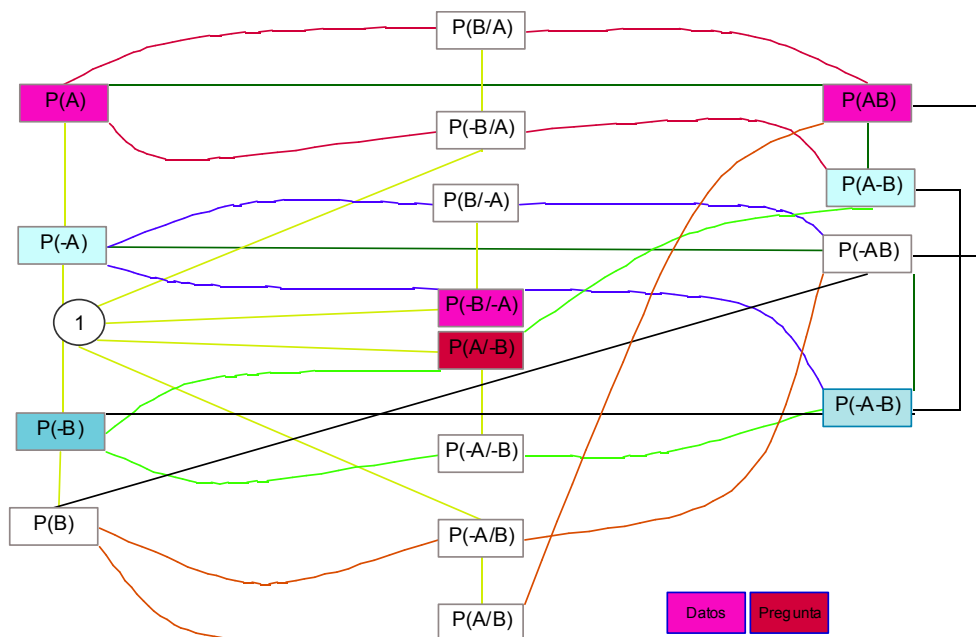 P(B/A)
P(A)
P(AB)
P(-B/A)
P(A-B)
P(B/-A)
P(-A)
P(-AB)
P(-B/-A)
1
P(A/-B)
P(-A-B)
P(-B)
P(-A/-B)
P(B)
P(-A/B)
P(A/B)
Datos
Pregunta